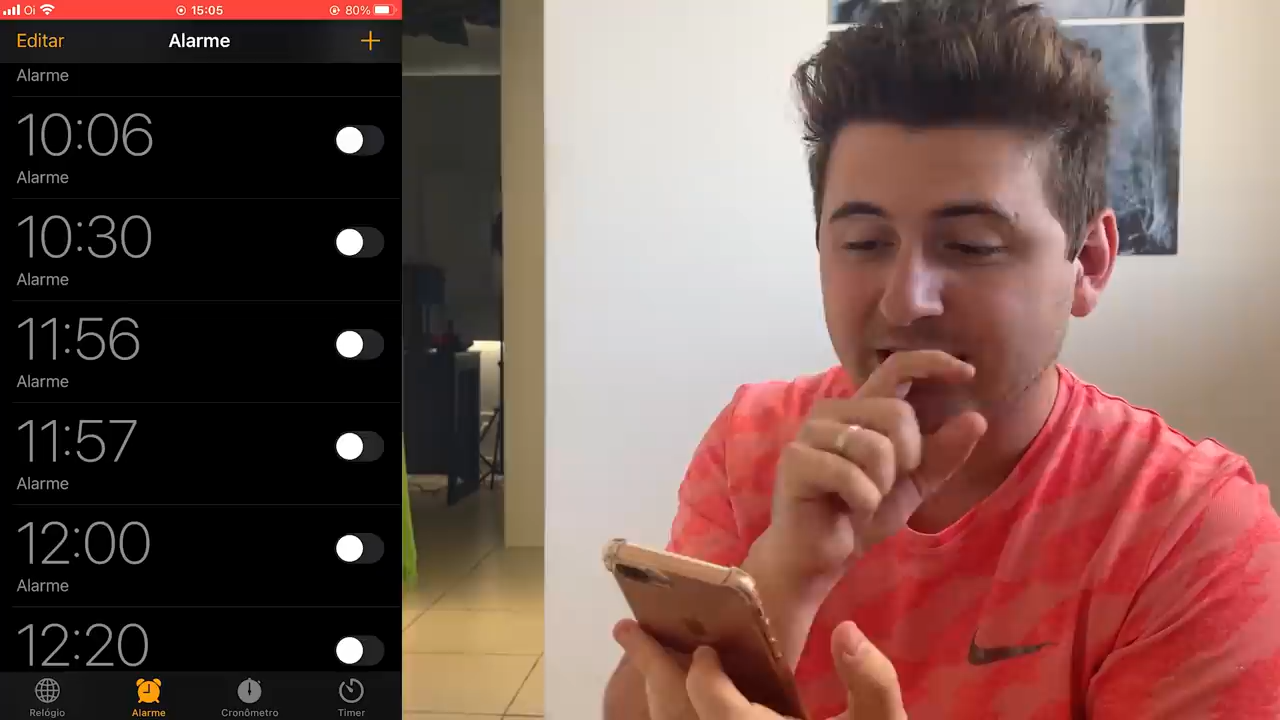 Oi 15:05 80%
Editar Alarme +
Alarme
10:06
Alarme
10:30
Alarme
11:56
Alarme
11:57
Alarme
12:00
Alarme
12:20
Relógio Alarme Cronômetro Timer